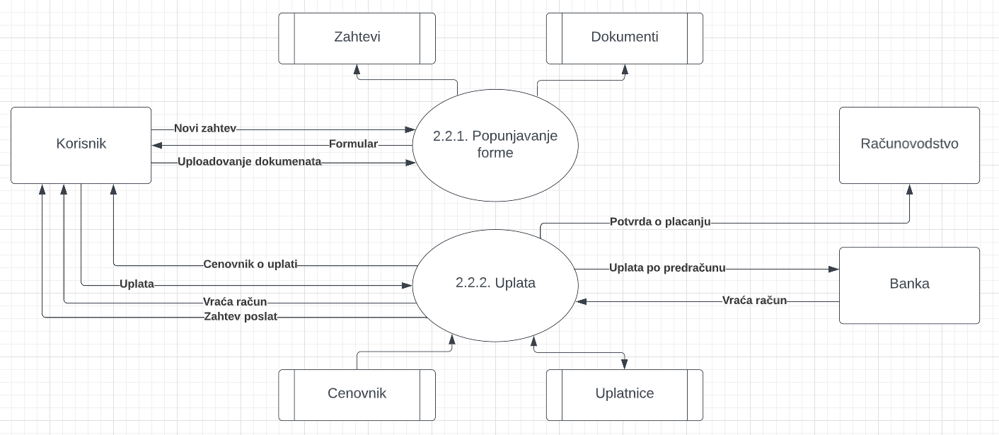 Zahtevi
Dokumenti
Novi zahtev
Korisnik
Formular
2.2.1. Popunjavanje
forme
Uploadovanje dokumenata
Računovodstvo
Potvrda o placanju
Cenovnik o uplati
Uplata
2.2.2. Uplata
Uplata po predračunu
Banka
Vraća račun
Vraća račun
Zahtev poslat
Cenovnik
Uplatnice